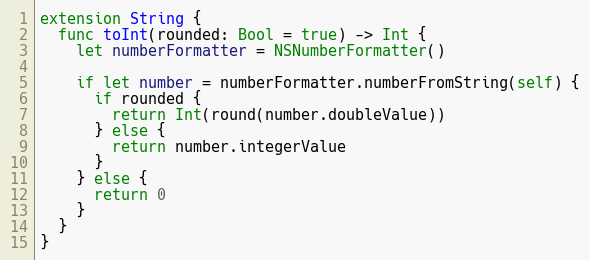 1 extension String {
2   func toInt(rounded: Bool = true) -> Int {
3     let numberFormatter = NSNumberFormatter()
4
5     if let number = numberFormatter.numberFromString(self) {
6       if rounded {
7         return Int(round(number.doubleValue))
8       } else {
9         return number.integerValue
10       }
11     } else {
12       return 0
13     }
14   }
15 }